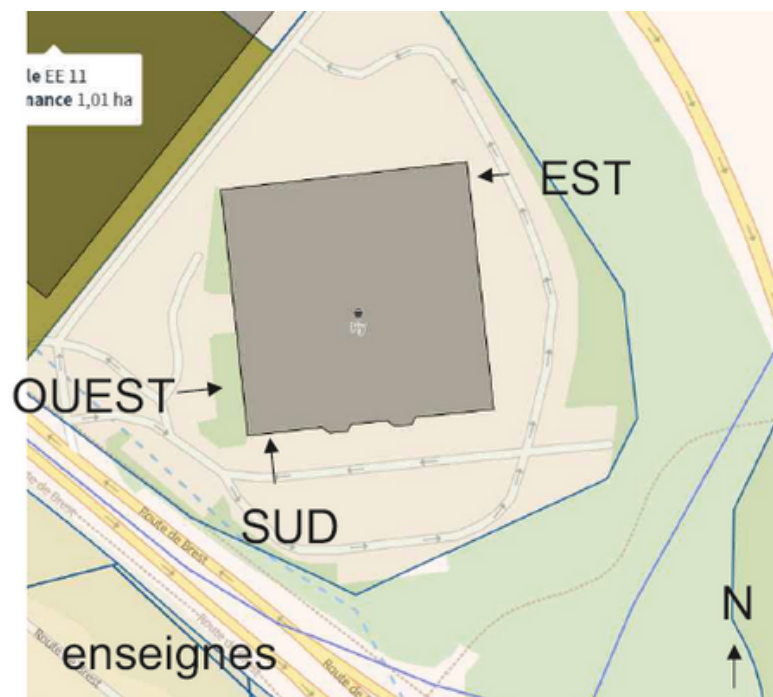 le EE 11
nance 1,01 ha
EST
OUEST
SUD
Route de Brest
Route de Brest
N
enseignes